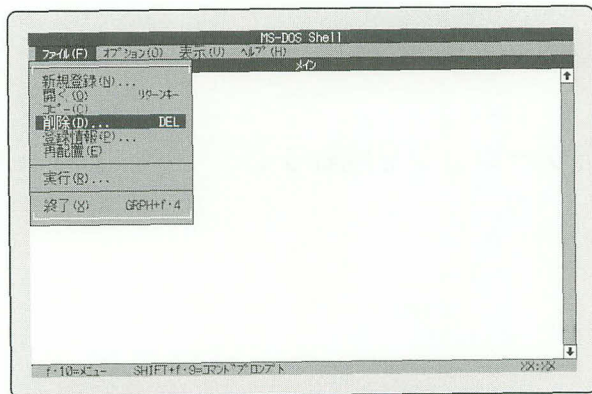 MS-DOS Shell
ファイル(F) オプション(O) 表示(V) ヘルプ(H)
メイン
新規登録(N)...
開く(O) リターンキー
コピー(C)
削除(D)... DEL
登録情報(P)...
再配置(E)
実行(R)...
終了(X) GRPH+f・4
f・10=メニュー SHIFT+f・9=コマンドプロンプト XX:XX